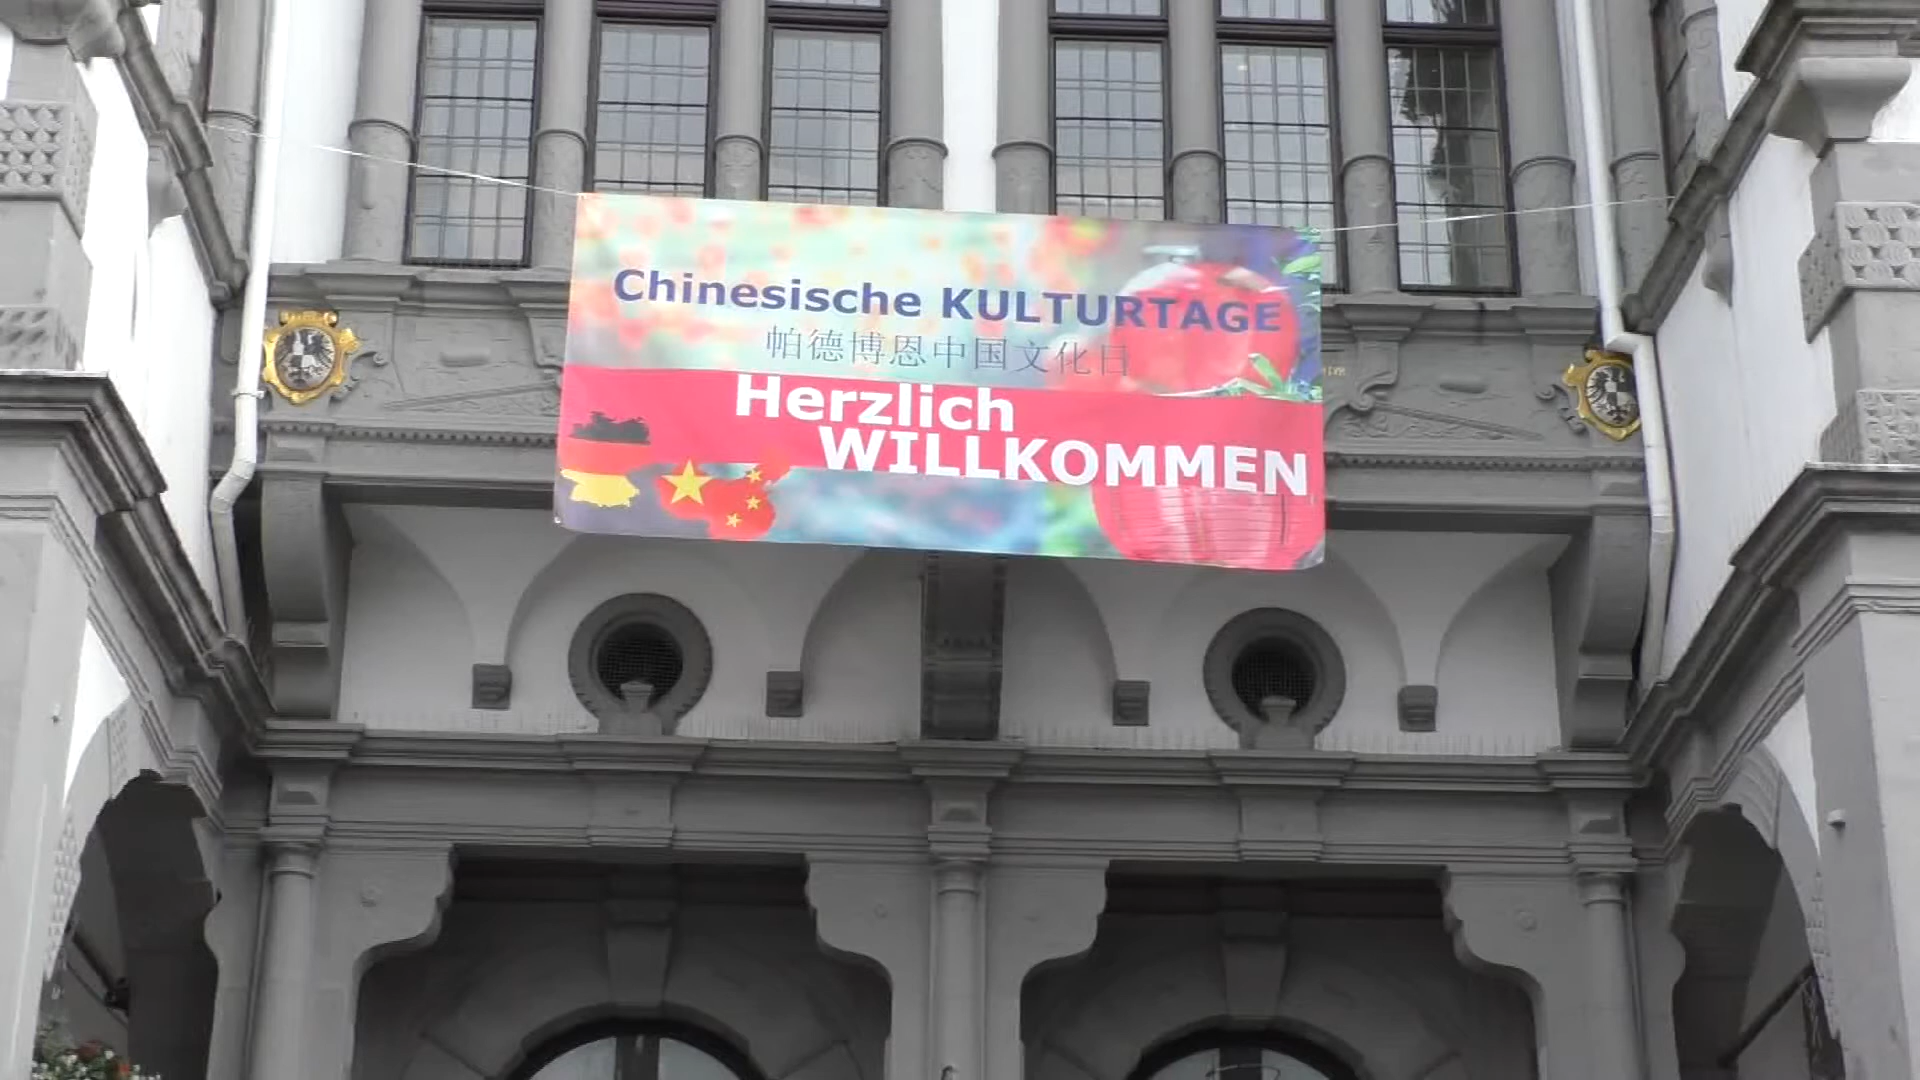 Chinesische KULTURTAGE
帕德博恩中国文化日
Herzlich
WILLKOMMEN